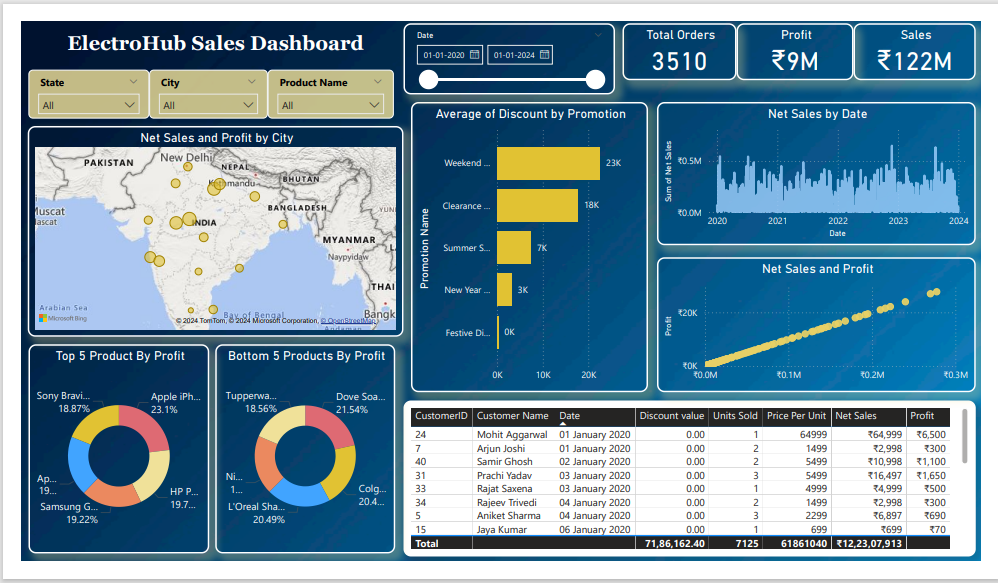 ElectroHub Sales Dashboard
Date
01-01-2020 01-01-2024
Total Orders
3510
Profit
₹9M
Sales
₹122M
State
All
City
All
Product Name
All
Net Sales and Profit by City
PAKISTAN
New Delhi
NEPAL
Kathmandu
BHUTAN
BANGLADESH
Muscat
INDIA
MYANMAR
Naypyidaw
THAI
Bangk
Arabian Sea
Bay of Bengal
Andaman
Microsoft Bing
© 2024 TomTom, © 2024 Microsoft Corporation, © OpenStreetMap
Average of Discount by Promotion
Promotion Name
Weekend ... 23K
Clearance ... 18K
Summer S... 7K
New Year ... 3K
Festive Di... 0K
0K 10K 20K
Net Sales by Date
Sum of Net Sales
₹0.5M
₹0.0M
2020 2021 2022 2023 2024
Date
Net Sales and Profit
Profit
₹20K
₹0K
₹0.0M ₹0.1M ₹0.2M ₹0.3M
Top 5 Product By Profit
Sony Bravi...
18.87%
Apple iPh...
23.1%
Ap...
19...
HP P...
19.7...
Samsung G...
19.22%
Bottom 5 Products By Profit
Tupperwa...
18.56%
Dove Soa...
21.54%
Ni...
1...
Colg...
20.4...
L'Oreal Sha...
20.49%
CustomerID Customer Name Date Discount value Units Sold Price Per Unit Net Sales Profit
24 Mohit Aggarwal 01 January 2020 0.00 1 64999 ₹64,999 ₹6,500
7 Arjun Joshi 01 January 2020 0.00 2 1499 ₹2,998 ₹300
40 Samir Ghosh 02 January 2020 0.00 2 5499 ₹10,998 ₹1,100
31 Prachi Yadav 03 January 2020 0.00 3 5499 ₹16,497 ₹1,650
33 Rajat Saxena 03 January 2020 0.00 1 4999 ₹4,999 ₹500
34 Rajeev Trivedi 04 January 2020 0.00 2 1499 ₹2,998 ₹300
5 Aniket Sharma 04 January 2020 0.00 3 2299 ₹6,897 ₹690
15 Jaya Kumar 06 January 2020 0.00 1 699 ₹699 ₹70
Total 71,86,162.40 7125 61861040 ₹12,23,07,913